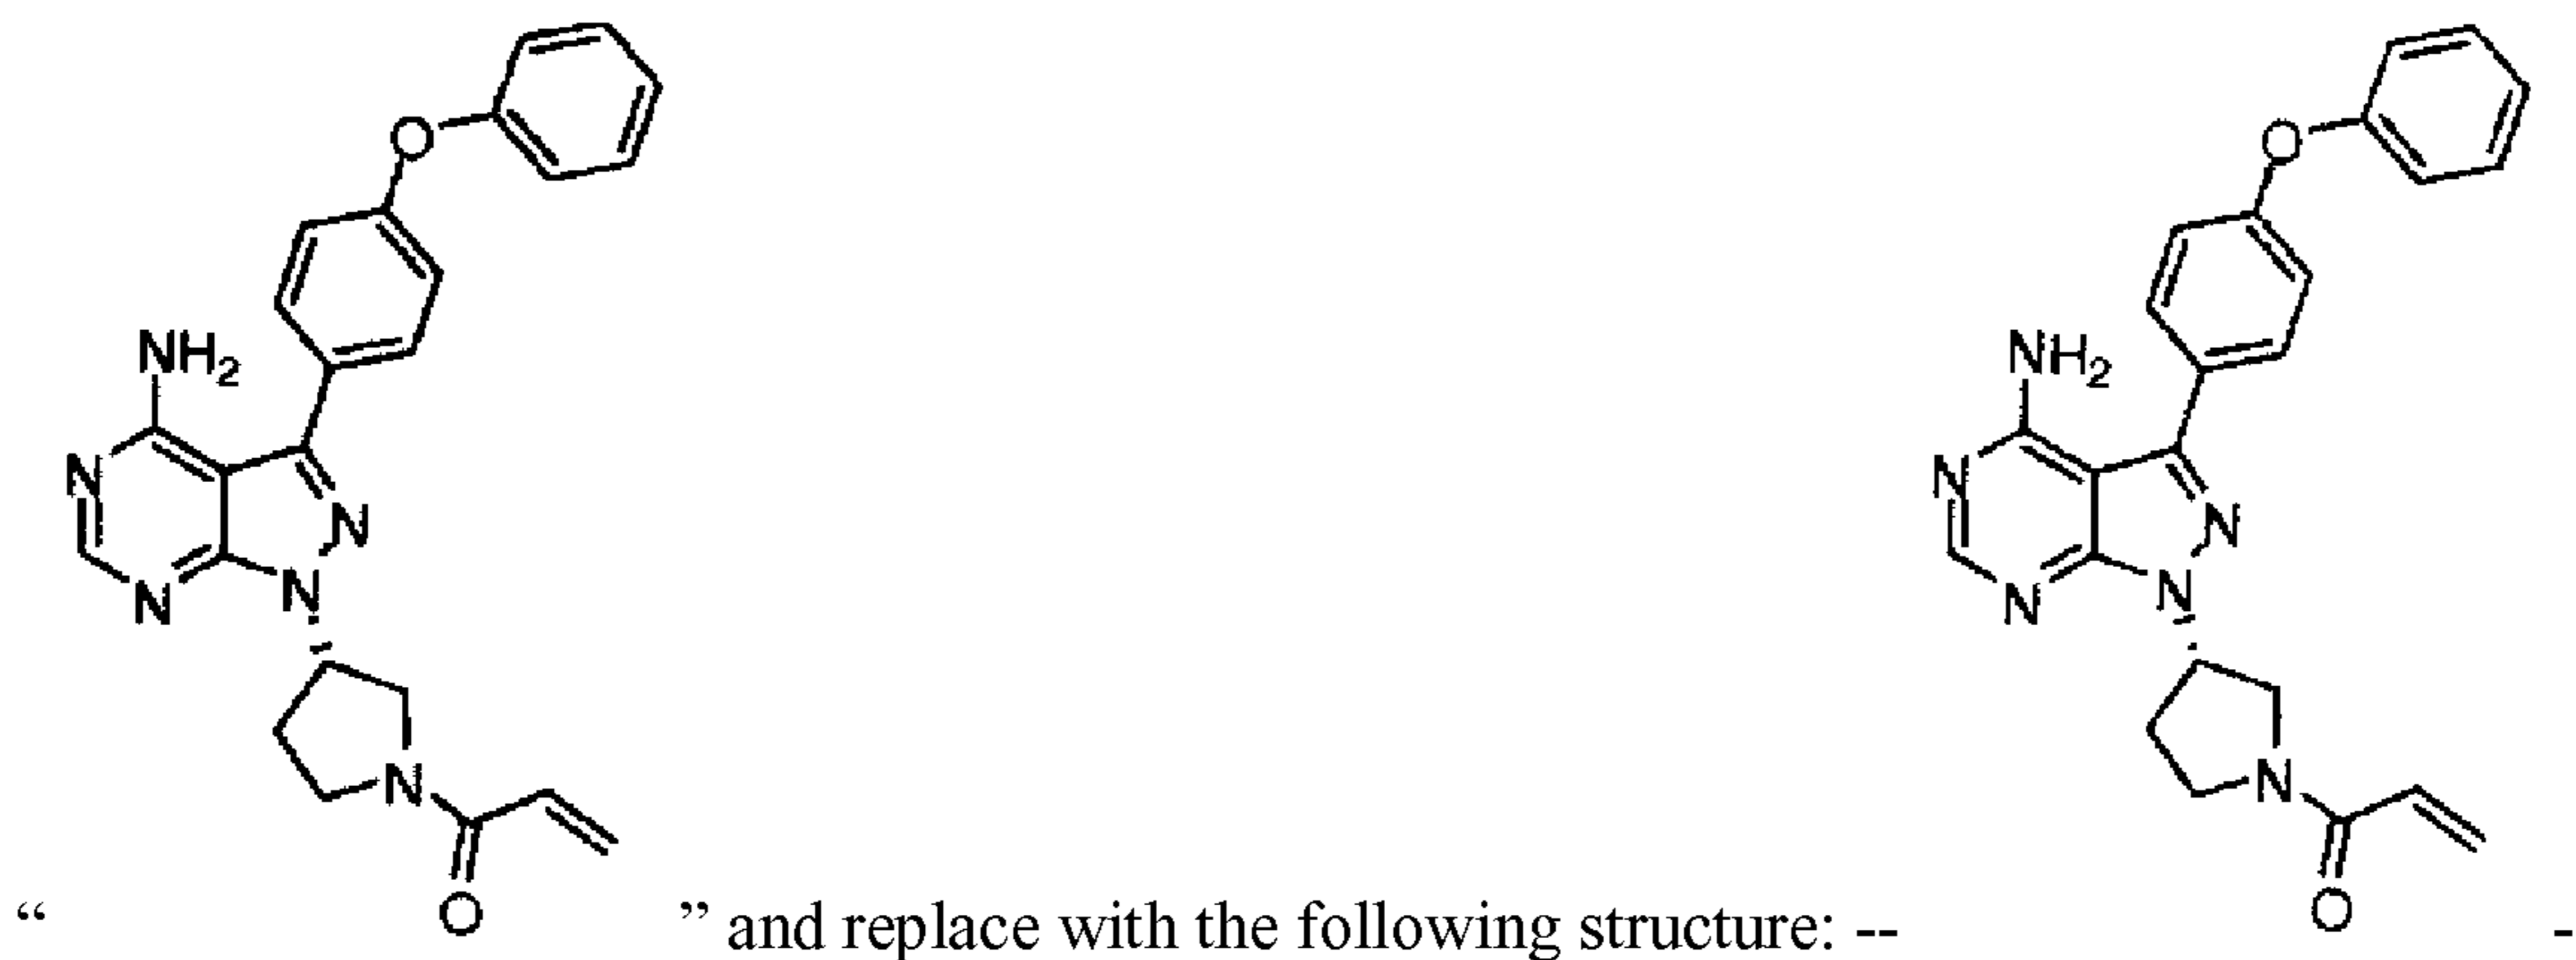 O
NH2
N
N
N
N
N
O
O
NH2
N
N
N
N
N
O
“ ” and replace with the following structure: -- -